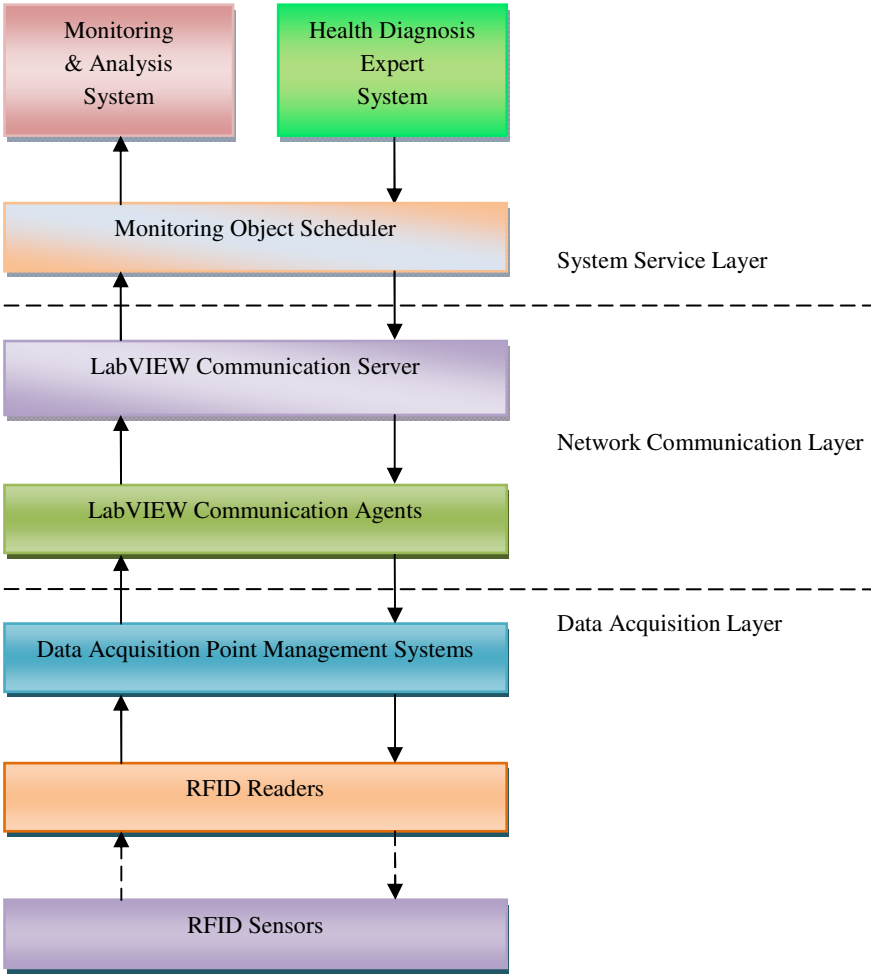 Monitoring
& Analysis
System
Health Diagnosis
Expert
System
Monitoring Object Scheduler
System Service Layer
LabVIEW Communication Server
Network Communication Layer
LabVIEW Communication Agents
Data Acquisition Layer
Data Acquisition Point Management Systems
RFID Readers
RFID Sensors